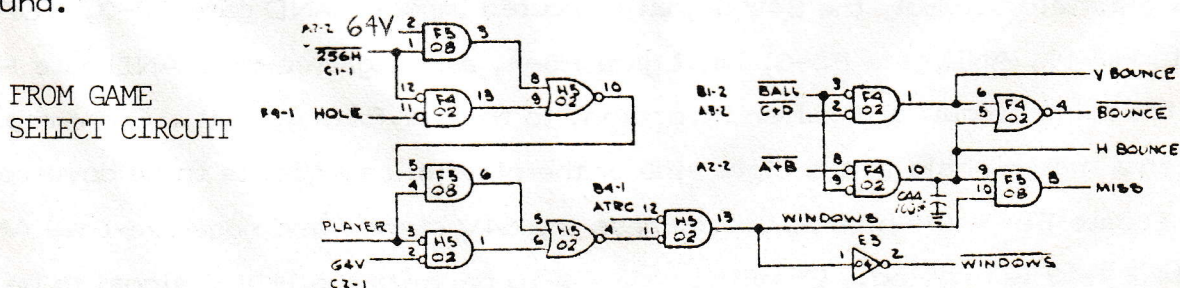 und.
A7-2 64V 2 F5 08 3
1 256H C1-1
12 F4 02 13
11
F4-1 HOLE
8 H5 02 10
9
FROM GAME
SELECT CIRCUIT
B1-2 BALL 3 F4 02 1
A3-2 C+D 2
V BOUNCE
6 F4 02 4 BOUNCE
5
H BOUNCE
A2-2 A+B 8 F4 02 10
9
C44
9 F5 08 8 MISS
10
5 F5 08 6
4
PLAYER
3 H5 02 1
2
64V
C2-1
5 02 4
6
B4-1
ATRC 12 H5 02 13
11
WINDOWS
E3
1 04 2 WINDOWS